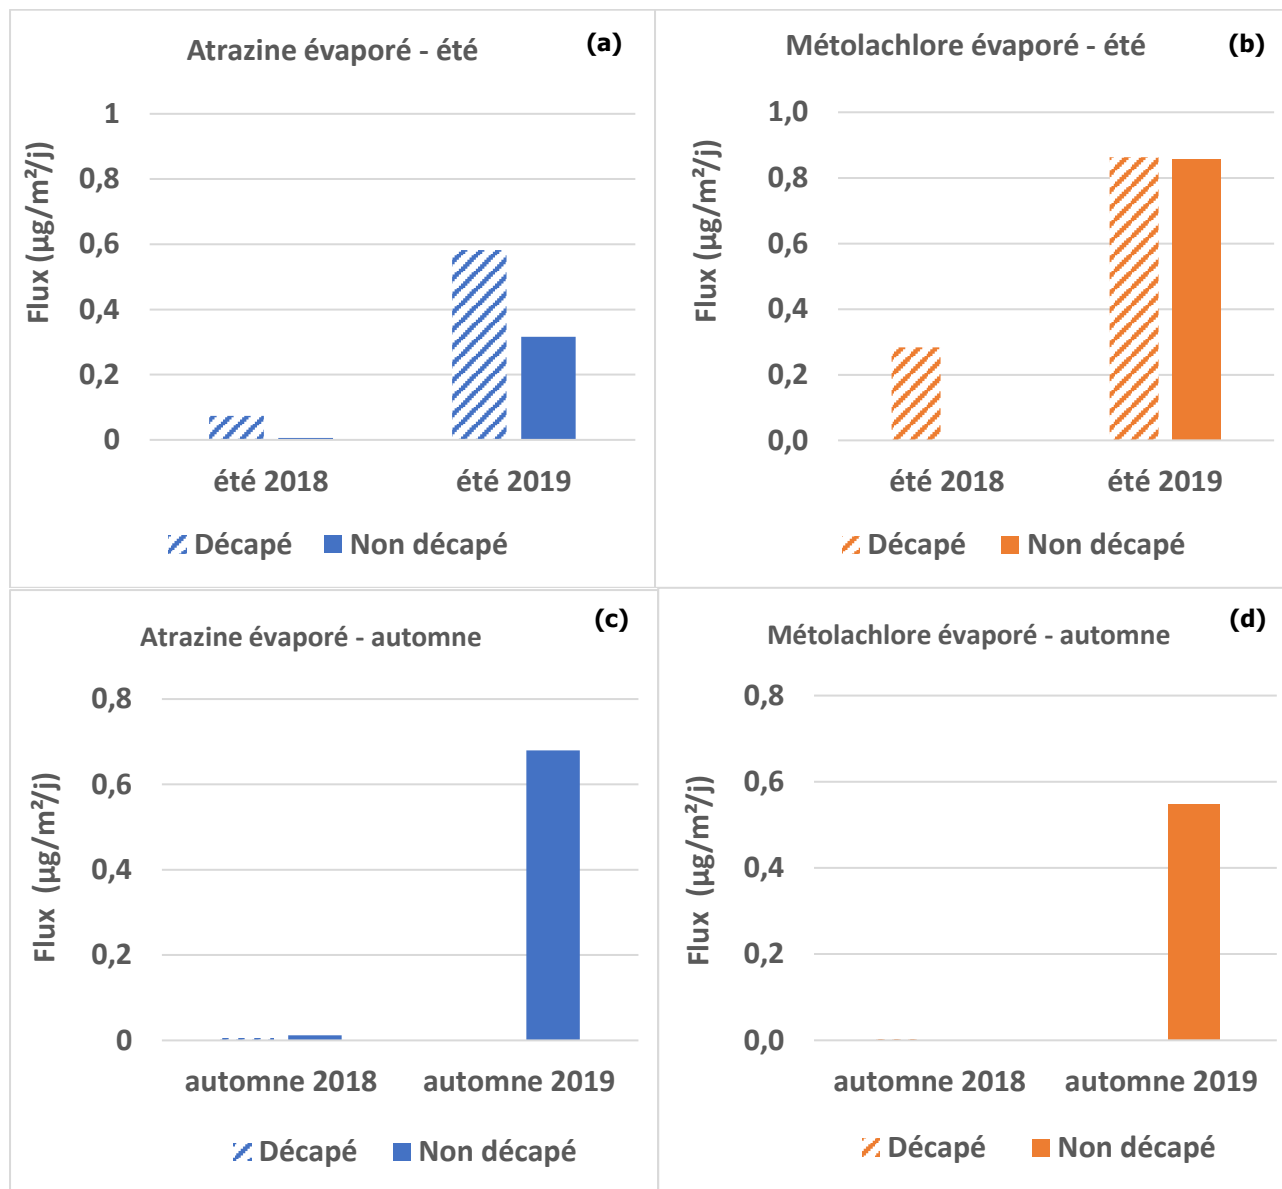 Atrazine évaporé - été
(a)
Flux (µg/m²/j)
1
0,8
0,6
0,4
0,2
0
été 2018
été 2019
Décapé
Non décapé
Métolachlore évaporé - été
(b)
Flux (µg/m²/j)
1,0
0,8
0,6
0,4
0,2
0,0
été 2018
été 2019
Décapé
Non décapé
Atrazine évaporé - automne
(c)
Flux (µg/m²/j)
0,8
0,6
0,4
0,2
0
automne 2018
automne 2019
Décapé
Non décapé
Métolachlore évaporé - automne
(d)
Flux (µg/m²/j)
0,8
0,6
0,4
0,2
0,0
automne 2018
automne 2019
Décapé
Non décapé